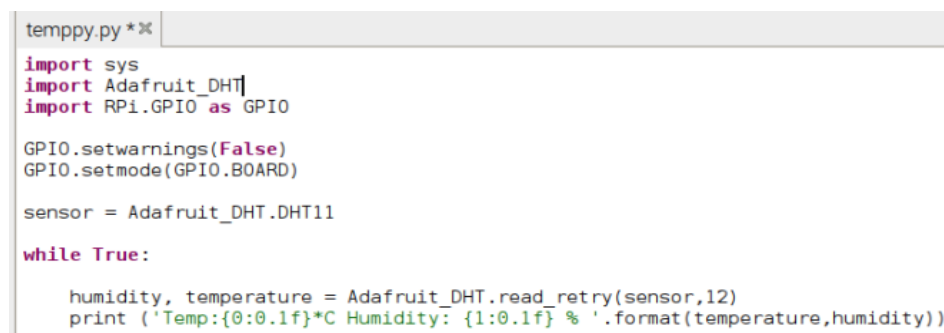 temppy.py * ✖
import sys
import Adafruit_DHT
import RPi.GPIO as GPIO
GPIO.setwarnings(False)
GPIO.setmode(GPIO.BOARD)
sensor = Adafruit_DHT.DHT11
while True:
    humidity, temperature = Adafruit_DHT.read_retry(sensor,12)
    print ('Temp:{0:0.1f}*C Humidity: {1:0.1f} % '.format(temperature,humidity))